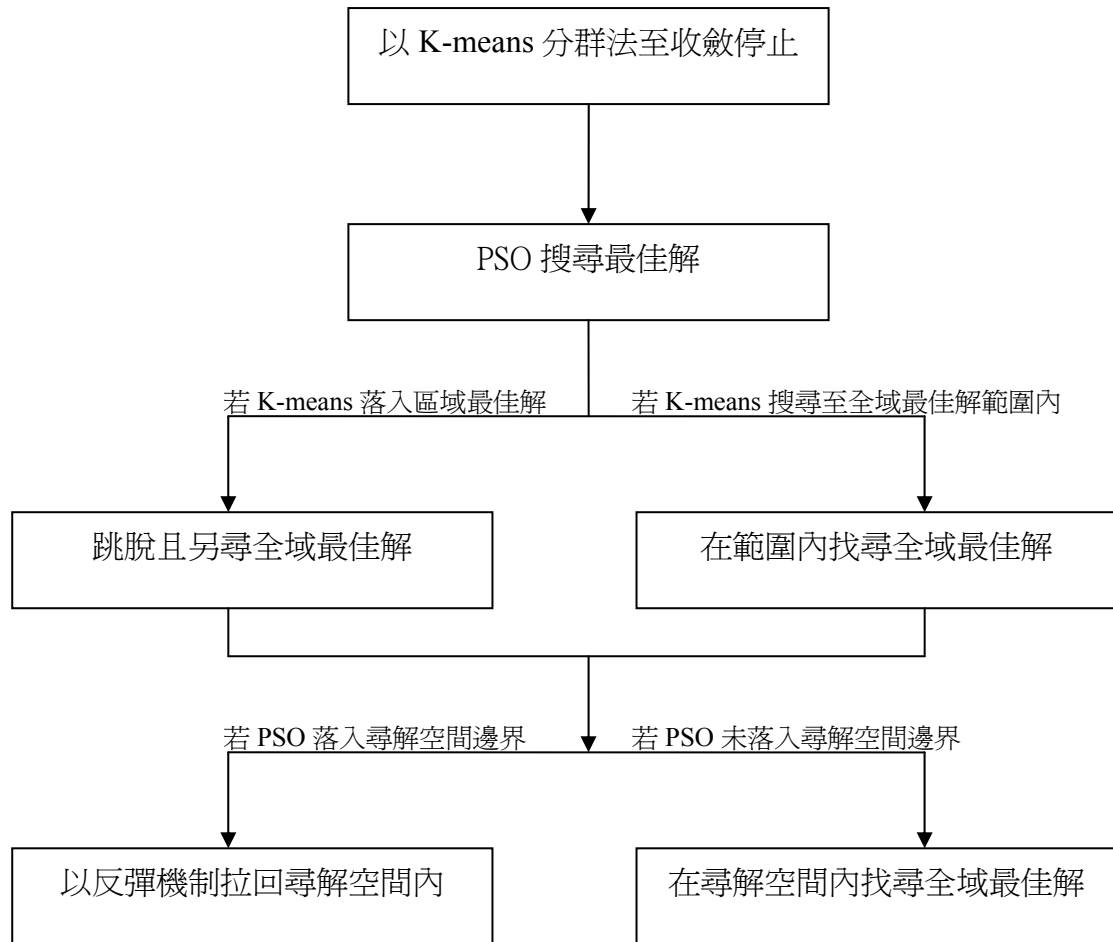 以 K-means 分群法至收斂停止
PSO 搜尋最佳解
若 K-means 落入區域最佳解
若 K-means 搜尋至全域最佳解範圍內
跳脫且另尋全域最佳解
在範圍內找尋全域最佳解
若 PSO 落入尋解空間邊界
若 PSO 未落入尋解空間邊界
以反彈機制拉回尋解空間內
在尋解空間內找尋全域最佳解